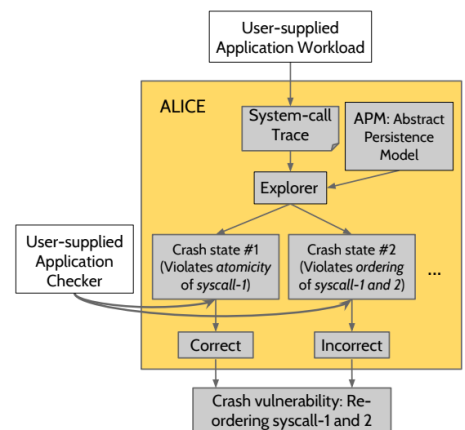 User-supplied
Application Workload
ALICE
System-call
Trace
APM: Abstract
Persistence
Model
Explorer
User-supplied
Application
Checker
Crash state #1
(Violates atomicity
of syscall-1)
Crash state #2
(Violates ordering
of syscall-1 and 2)
...
Correct
Incorrect
Crash vulnerability: Re-
ordering syscall-1 and 2